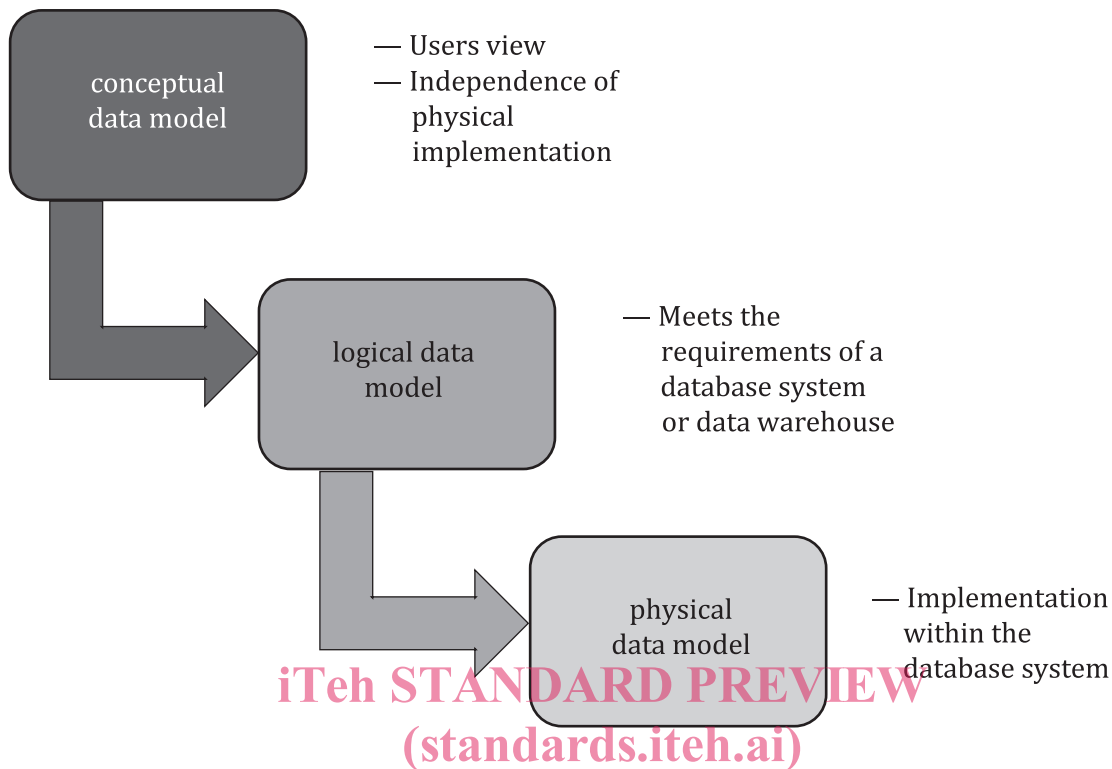 conceptual
data model
— Users view
— Independence of
physical
implementation
logical data
model
— Meets the
requirements of a
database system
or data warehouse
physical
data model
— Implementation
within the
database system
iTeh STANDARD PREVIEW
(standards.iteh.ai)